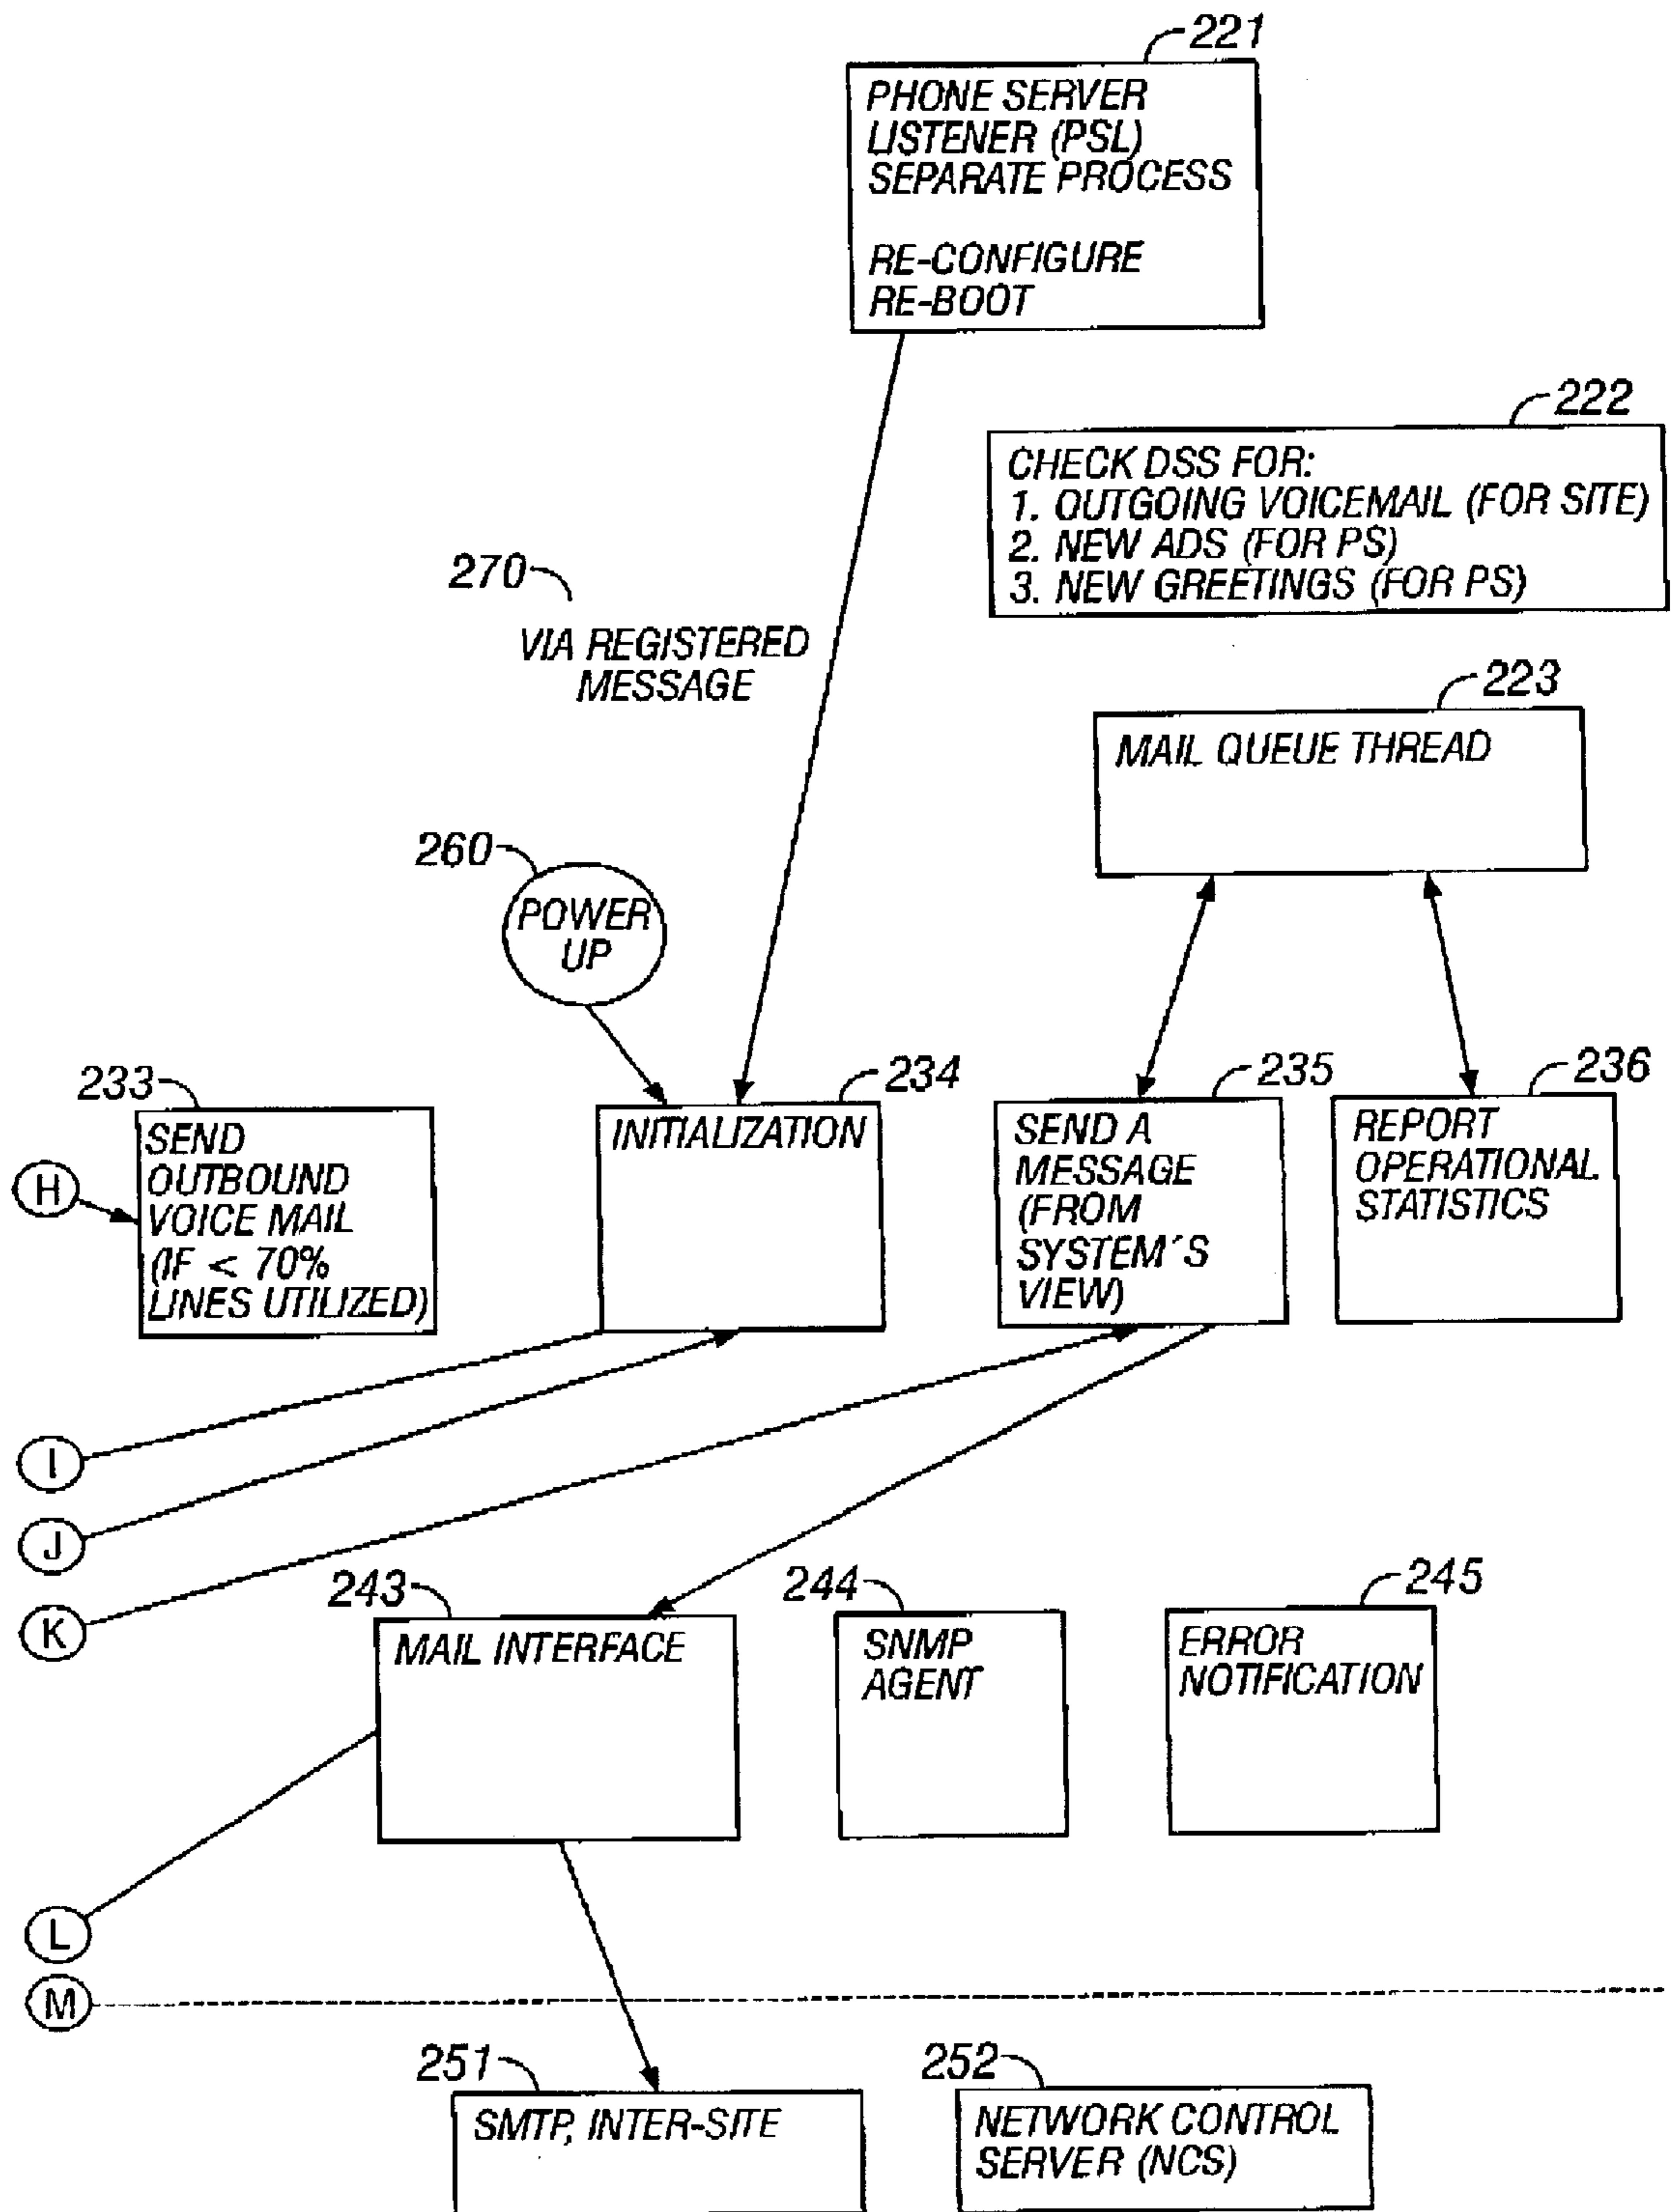 221
PHONE SERVER
LISTENER (PSL)
SEPARATE PROCESS
RE-CONFIGURE
RE-BOOT
222
CHECK DSS FOR:
1. OUTGOING VOICEMAIL (FOR SITE)
2. NEW ADS (FOR PS)
3. NEW GREETINGS (FOR PS)
270
VIA REGISTERED
MESSAGE
223
MAIL QUEUE THREAD
260
POWER
UP
233
SEND
OUTBOUND
VOICE MAIL
(IF < 70%
LINES UTILIZED)
H
234
INITIALIZATION
235
SEND A
MESSAGE
(FROM
SYSTEM'S
VIEW)
236
REPORT
OPERATIONAL
STATISTICS
I
J
K
243
MAIL INTERFACE
244
SNMP
AGENT
245
ERROR
NOTIFICATION
L
M
251
SMTP, INTER-SITE
252
NETWORK CONTROL
SERVER (NCS)